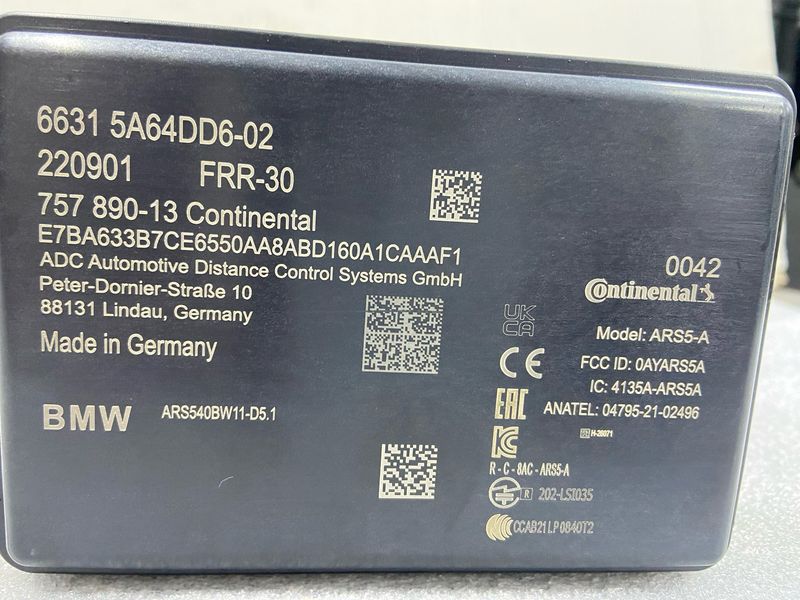 6631 5A64DD6-02
220901 FRR-30
757 890-13 Continental
E7BA633B7CE6550AA8ABD160A1CAAAF1
ADC Automotive Distance Control Systems GmbH
Peter-Dornier-Straße 10
88131 Lindau, Germany
Made in Germany
BMW ARS540BW11-D5.1
0042
Continental
UK
CA
Model: ARS5-A
CE
FCC ID: 0AYARS5A
IC: 4135A-ARS5A
EAC
ANATEL: 04795-21-02496
H-28071
R-C-8AC-ARS5-A
R 202-LSI035
CCAB21LP0840T2